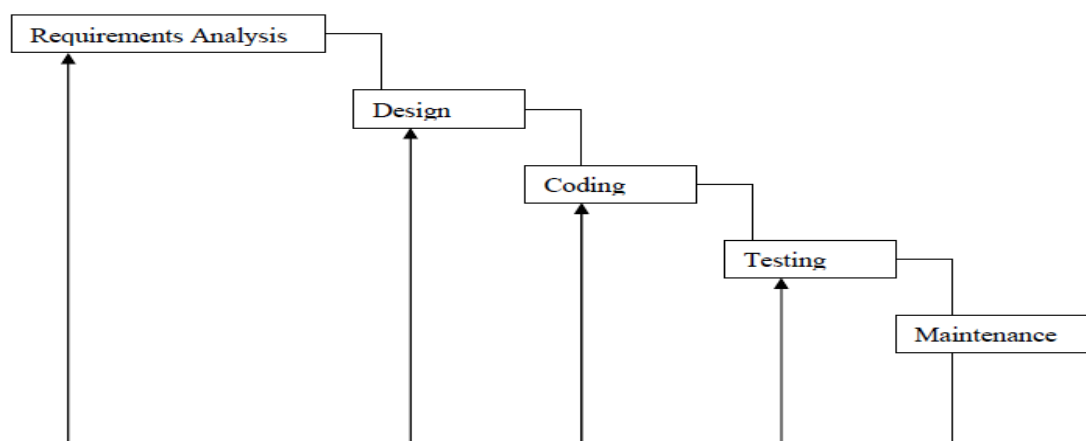 Requirements Analysis
Design
Coding
Testing
Maintenance